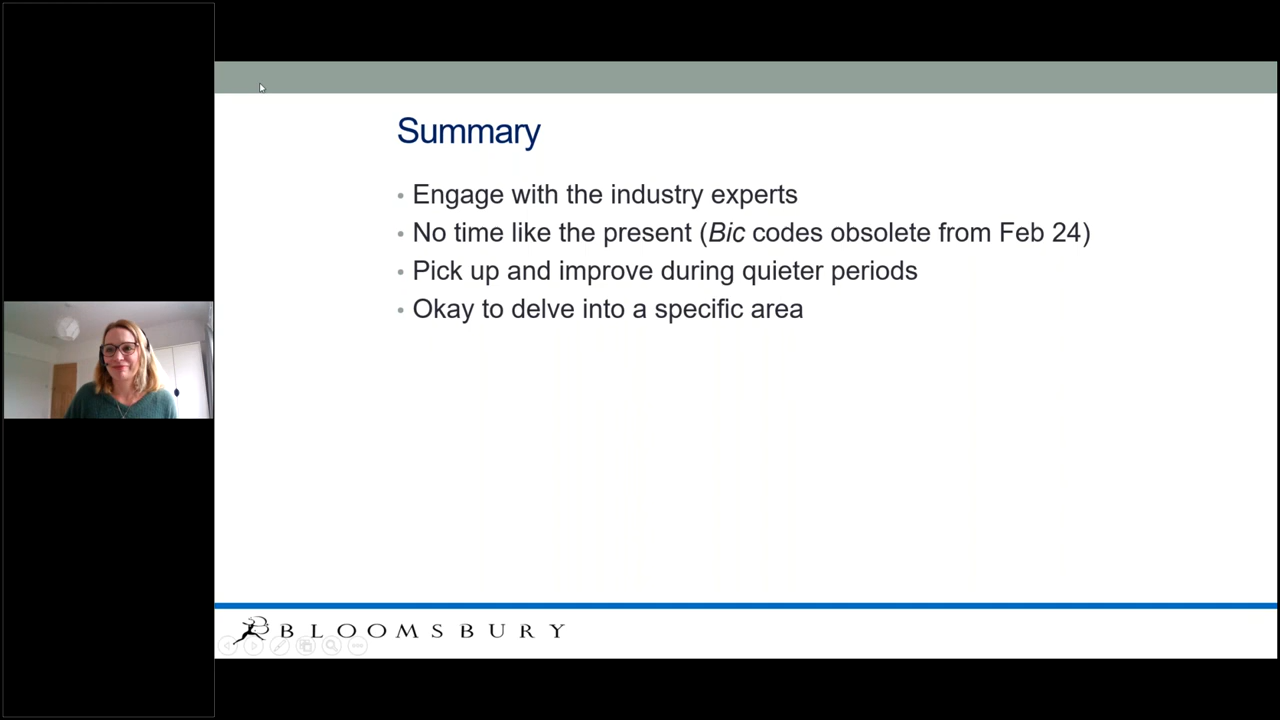 Summary
• Engage with the industry experts
• No time like the present (Bic codes obsolete from Feb 24)
• Pick up and improve during quieter periods
• Okay to delve into a specific area
BLOOMSBURY